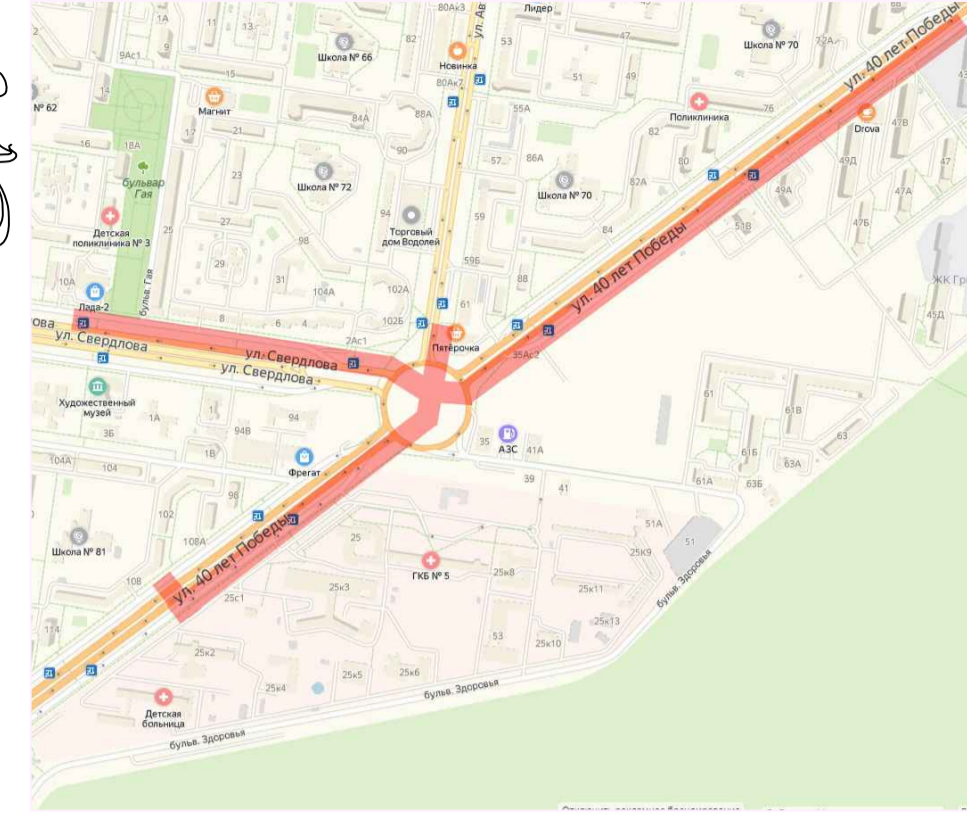 80Ак3
Лидер
ул. Ав
1А
11
13
82
53
47
Школа № 70
72А
ул. 40 лет Победы
9
9Ас1
Школа № 66
Новинка
80Ак7
15
51
49
14
№ 62
Магнит
84А
88А
55А
Поликлиника
76
Drova
47В
16
18А
17
21
82
90
57
86А
80
49Д
бульвар
Гая
23
Школа № 72
Школа № 70
82А
49А
47А
Детская
поликлиника № 3
25
27
94
Торговый
дом Водолей
59
84
51В
47Б
98
ул. 40 лет Победы
29
59Б
10А
31
104А
102А
88
ЖК Гр
Лада-2
бульв. Гая
61
45Д
8
6
4
102Б
ова
ул. Свердлова
2Ас1
Пятёрочка
35Ас2
ул. Свердлова
ул. Свердлова
Художественный
музей
61
1А
1
94
61В
3Б
94В
35
АЗС
41А
63
1В
61Б
104А
104
Фрегат
63А
39
41
61А
63Б
98
102
51А
108А
Школа № 81
25
51
25к9
ул. 40 лет Победы
ГКБ № 5
108
25к8
25к3
25к11
25с1
бульв. Здоровья
114
25к13
53
25к10
25к2
25к5
25к6
25к4
бульв. Здоровья
Детская
больница
бульв. Здоровья